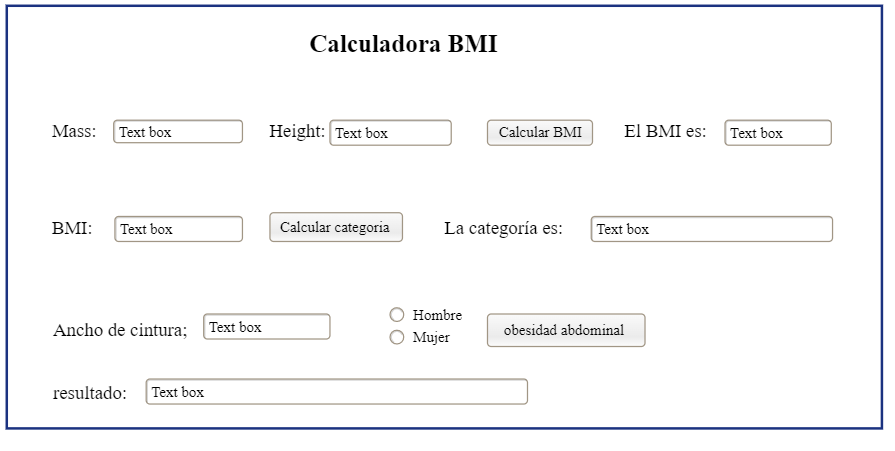 Calculadora BMI
Mass: Text box Height: Text box Calcular BMI El BMI es: Text box
BMI: Text box Calcular categoria La categoría es: Text box
Ancho de cintura; Text box Hombre obesidad abdominal
Mujer
resultado: Text box